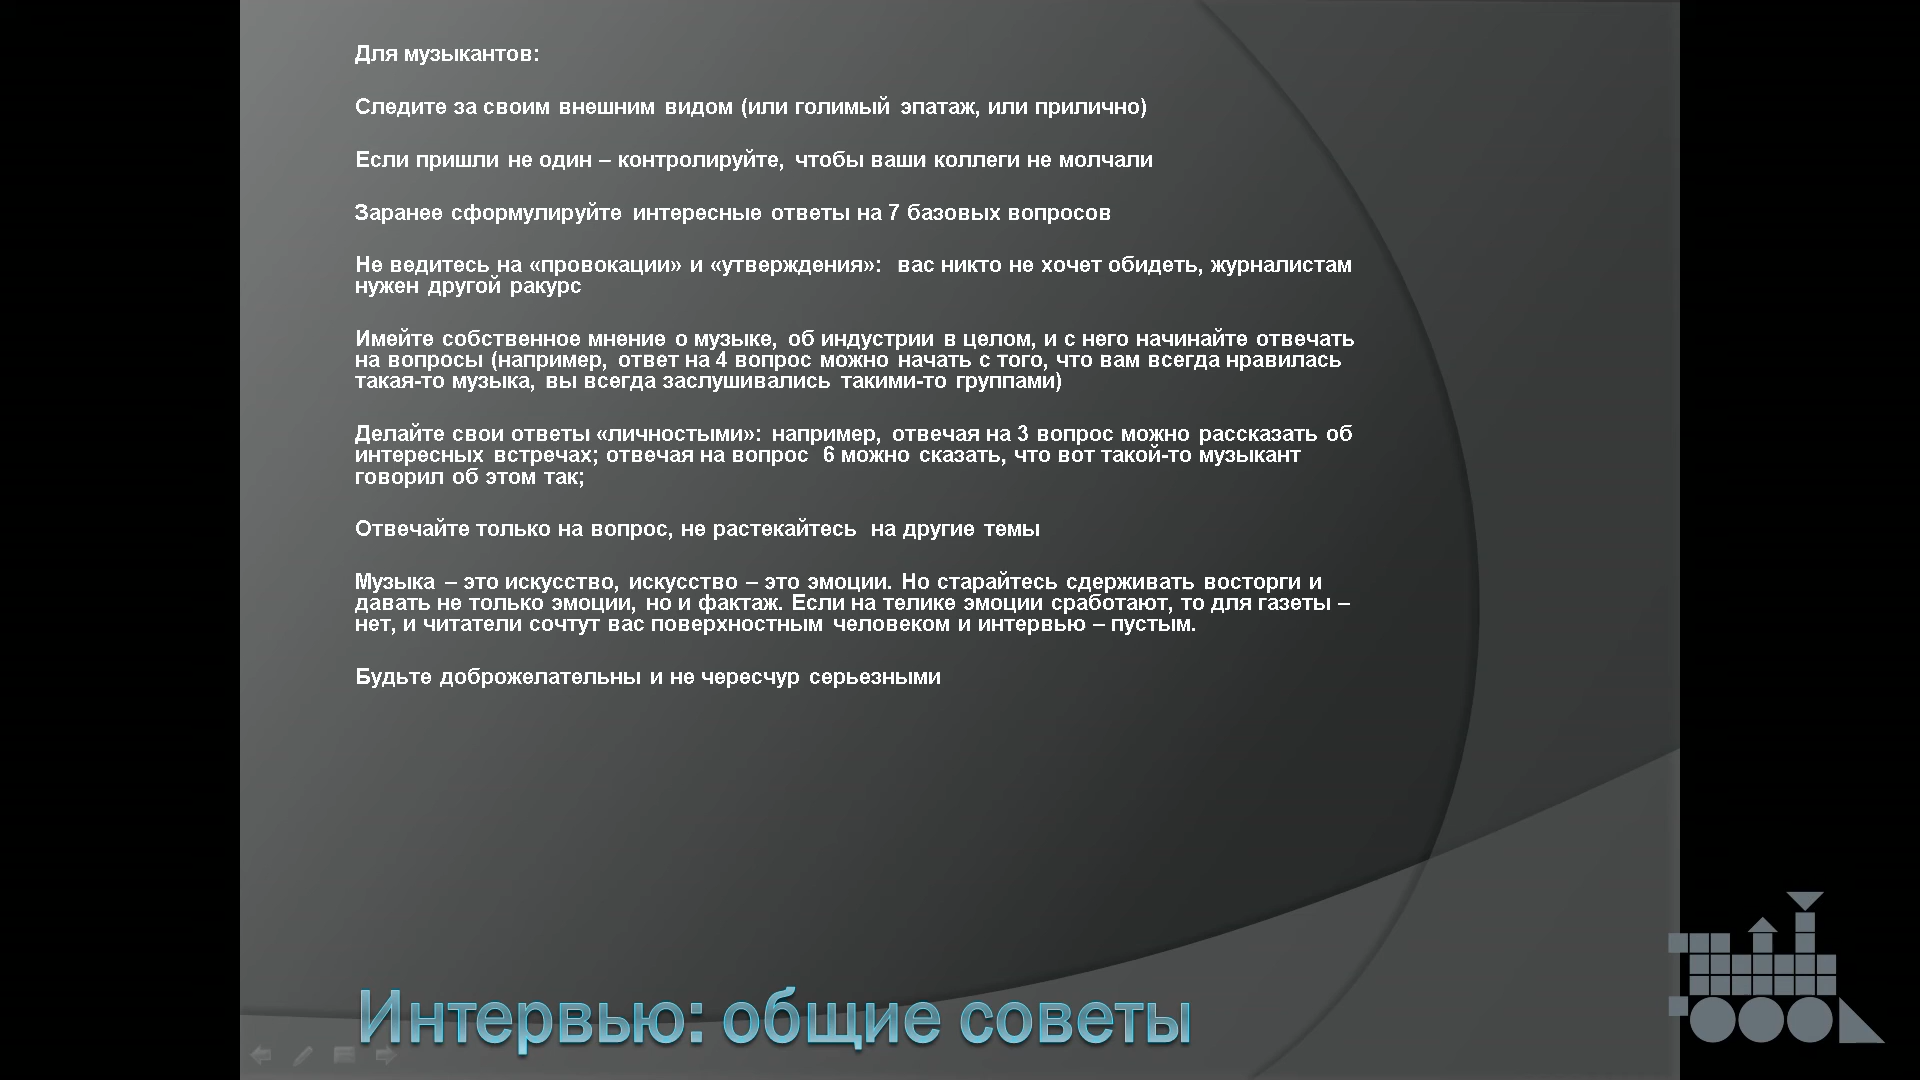 Для музыкантов:
Следите за своим внешним видом (или голимый эпатаж, или прилично)
Если пришли не один – контролируйте, чтобы ваши коллеги не молчали
Заранее сформулируйте интересные ответы на 7 базовых вопросов
Не ведитесь на «провокации» и «утверждения»: вас никто не хочет обидеть, журналистам
нужен другой ракурс
Имейте собственное мнение о музыке, об индустрии в целом, и с него начинайте отвечать
на вопросы (например, ответ на 4 вопрос можно начать с того, что вам всегда нравилась
такая-то музыка, вы всегда заслушивались такими-то группами)
Делайте свои ответы «личностыми»: например, отвечая на 3 вопрос можно рассказать об
интересных встречах; отвечая на вопрос 6 можно сказать, что вот такой-то музыкант
говорил об этом так;
Отвечайте только на вопрос, не растекайтесь на другие темы
Музыка – это искусство, искусство – это эмоции. Но старайтесь сдерживать восторги и
давать не только эмоции, но и фактаж. Если на телике эмоции сработают, то для газеты –
нет, и читатели сочтут вас поверхностным человеком и интервью – пустым.
Будьте доброжелательны и не чересчур серьезными
Интервью: общие советы